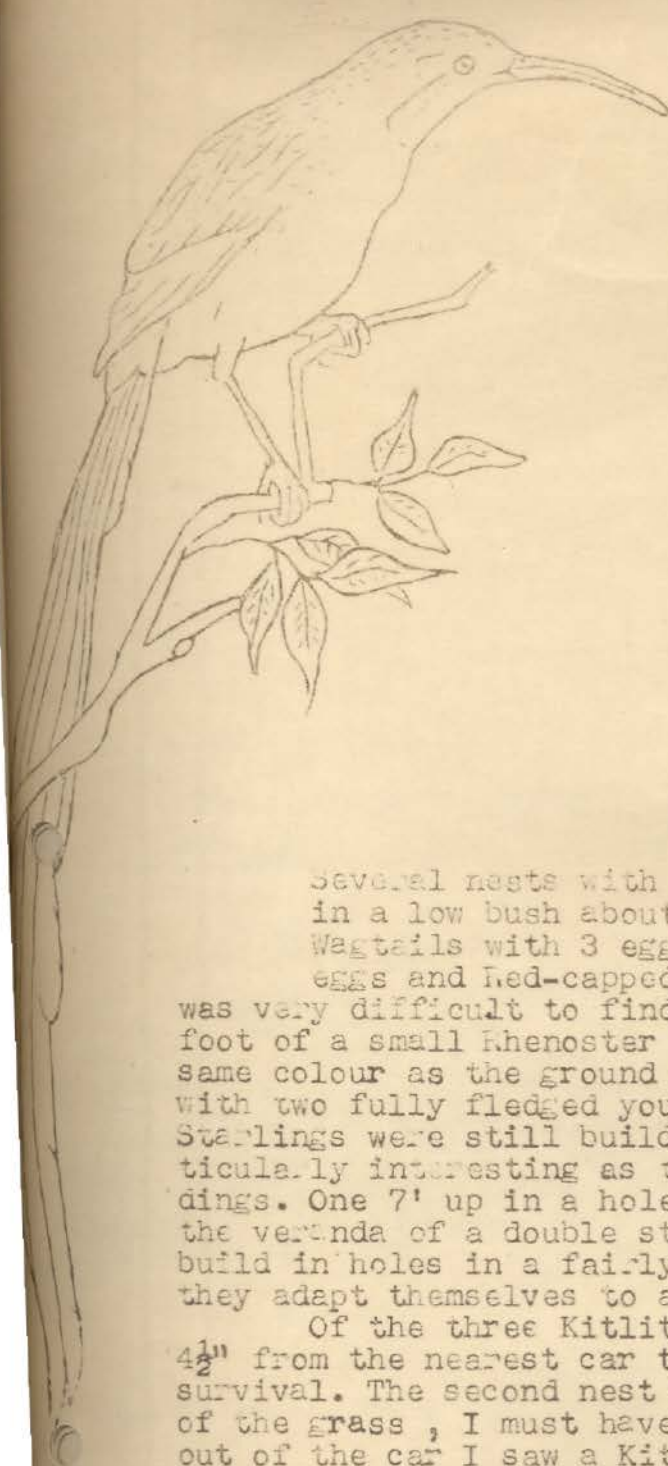 Several nests with
in a low bush about
Wagtails with 3 egg
eggs and Red-capped
was very difficult to find
foot of a small Rhenoster
same colour as the ground
with two fully fledged you
Starlings were still build
ticularly interesting as t
dings. One 7' up in a hole
the veranda of a double st
build in holes in a fairly
they adapt themselves to a
Of the three Kitlit
4½" from the nearest car t
survival. The second nest
of the grass , I must have
out of the car I saw a Kit